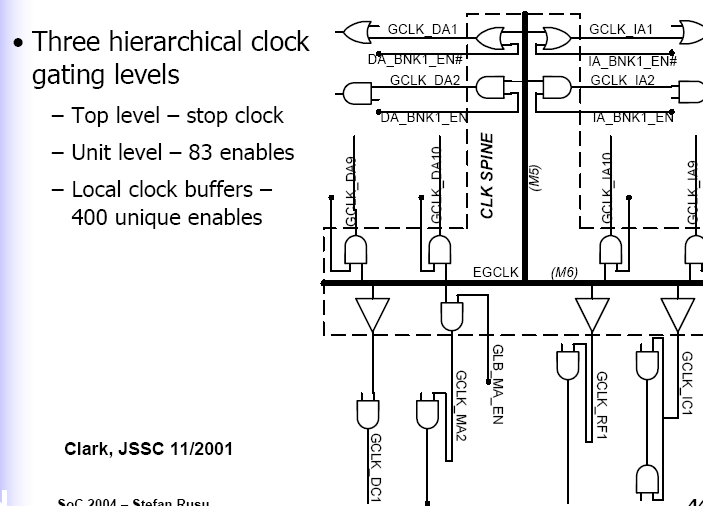 • Three hierarchical clock
gating levels
– Top level – stop clock
– Unit level – 83 enables
– Local clock buffers –
400 unique enables
Clark, JSSC 11/2001
SoC 2004 – Stefan Rusu
GCLK_DA1
GCLK_IA1
DA_BNK1_EN#
IA_BNK1_EN#
GCLK_DA2
GCLK_IA2
DA_BNK1_EN
IA_BNK1_EN
GCLK_DA9
GCLK_DA10
CLK SPINE
(M5)
GCLK_IA10
GCLK_IA9
EGCLK
(M6)
GCLK_DC1
GCLK_MA2
GLB_MA_EN
GCLK_RF1
GCLK_IC1